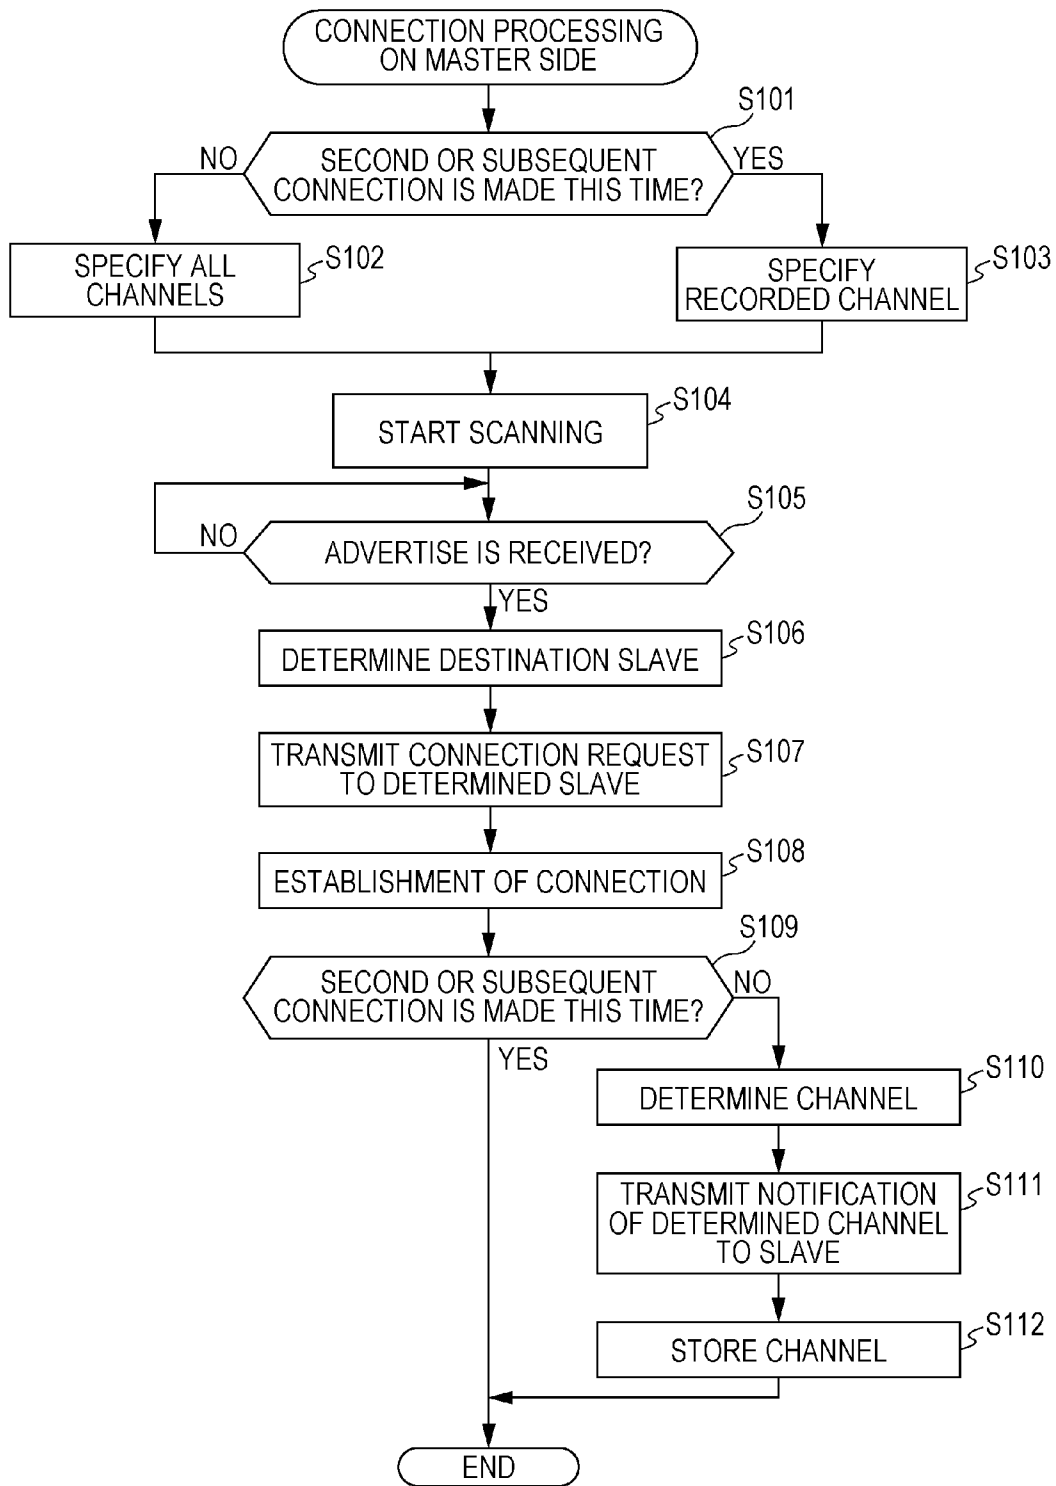 CONNECTION PROCESSING
ON MASTER SIDE
S101
NO
SECOND OR SUBSEQUENT
CONNECTION IS MADE THIS TIME?
YES
SPECIFY ALL
CHANNELS
S102
SPECIFY
RECORDED CHANNEL
S103
START SCANNING
S104
S105
NO
ADVERTISE IS RECEIVED?
YES
DETERMINE DESTINATION SLAVE
S106
TRANSMIT CONNECTION REQUEST
TO DETERMINED SLAVE
S107
ESTABLISHMENT OF CONNECTION
S108
S109
SECOND OR SUBSEQUENT
CONNECTION IS MADE THIS TIME?
NO
YES
DETERMINE CHANNEL
S110
TRANSMIT NOTIFICATION
OF DETERMINED CHANNEL
TO SLAVE
S111
STORE CHANNEL
S112
END